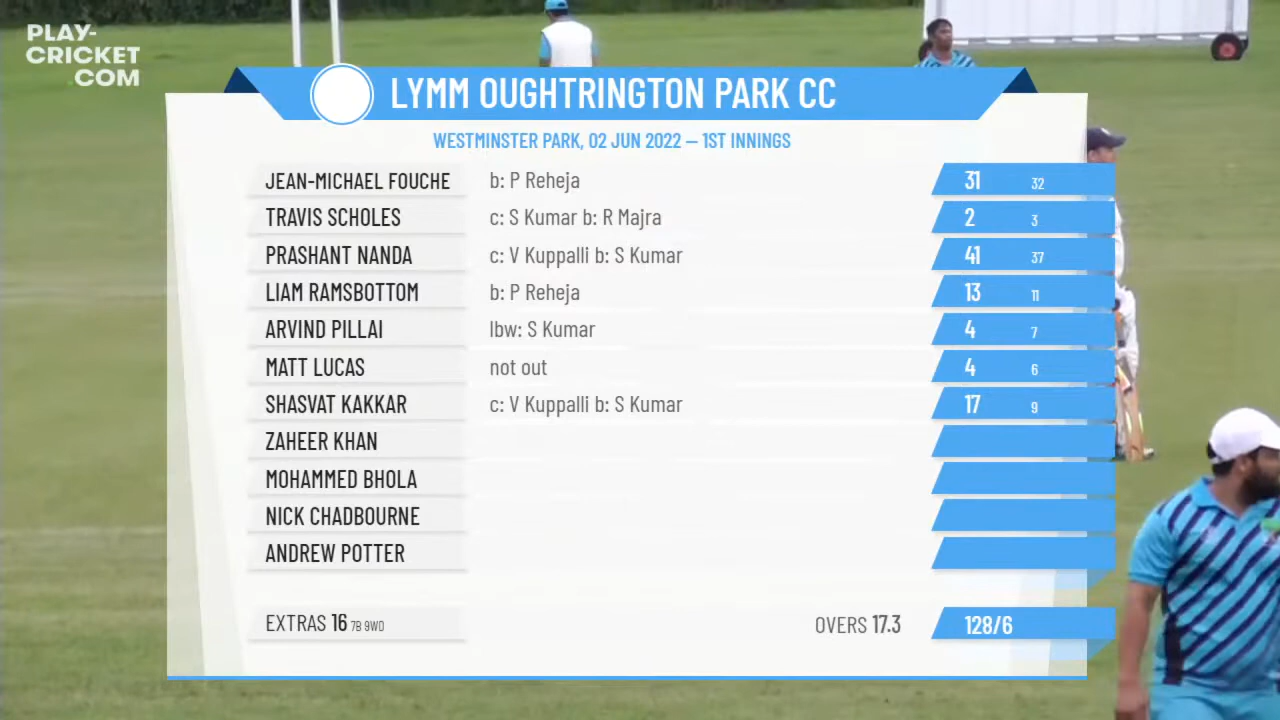 PLAY-
CRICKET
.COM
LYMM OUGHTRINGTON PARK CC
WESTMINSTER PARK, 02 JUN 2022 – 1ST INNINGS
JEAN-MICHAEL FOUCHE b: P Reheja 31 32
TRAVIS SCHOLES c: S Kumar b: R Majra 2 3
PRASHANT NANDA c: V Kuppalli b: S Kumar 41 37
LIAM RAMSBOTTOM b: P Reheja 13 11
ARVIND PILLAI lbw: S Kumar 4 7
MATT LUCAS not out 4 6
SHASVAT KAKKAR c: V Kuppalli b: S Kumar 17 9
ZAHEER KHAN
MOHAMMED BHOLA
NICK CHADBOURNE
ANDREW POTTER
EXTRAS 16 7B 9WD OVERS 17.3 128/6